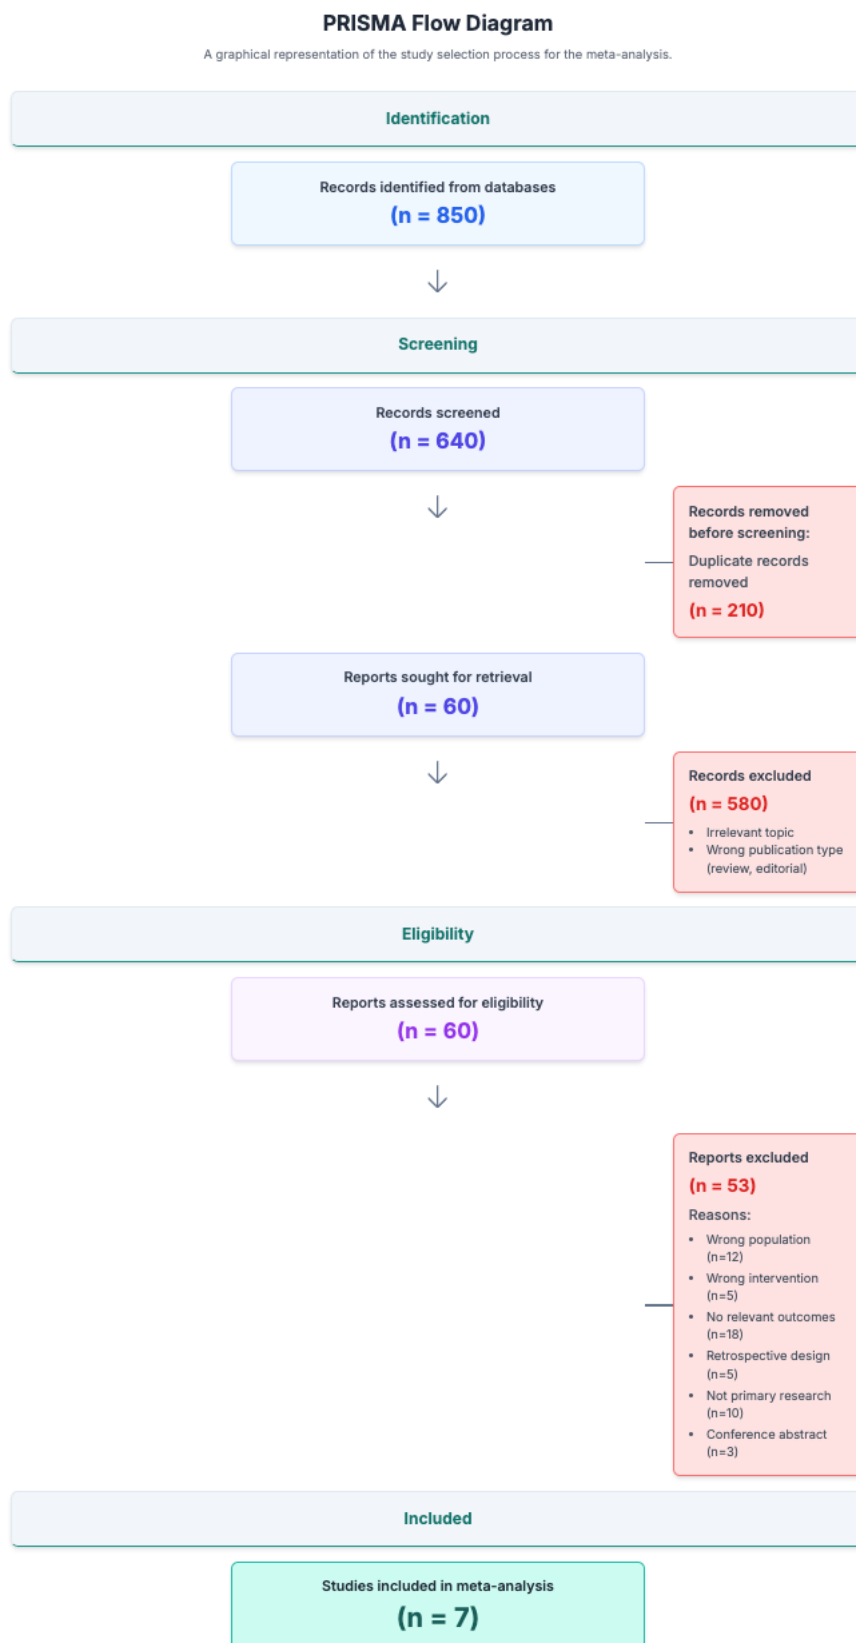 PRISMA Flow Diagram
A graphical representation of the study selection process for the meta-analysis.
Identification
Records identified from databases
(n = 850)
Screening
Records screened
(n = 640)
Records removed
before screening:
Duplicate records
removed
(n = 210)
Reports sought for retrieval
(n = 60)
Records excluded
(n = 580)
• Irrelevant topic
• Wrong publication type
(review, editorial)
Eligibility
Reports assessed for eligibility
(n = 60)
Reports excluded
(n = 53)
Reasons:
• Wrong population
(n=12)
• Wrong intervention
(n=5)
• No relevant outcomes
(n=18)
• Retrospective design
(n=5)
• Not primary research
(n=10)
• Conference abstract
(n=3)
Included
Studies included in meta-analysis
(n = 7)